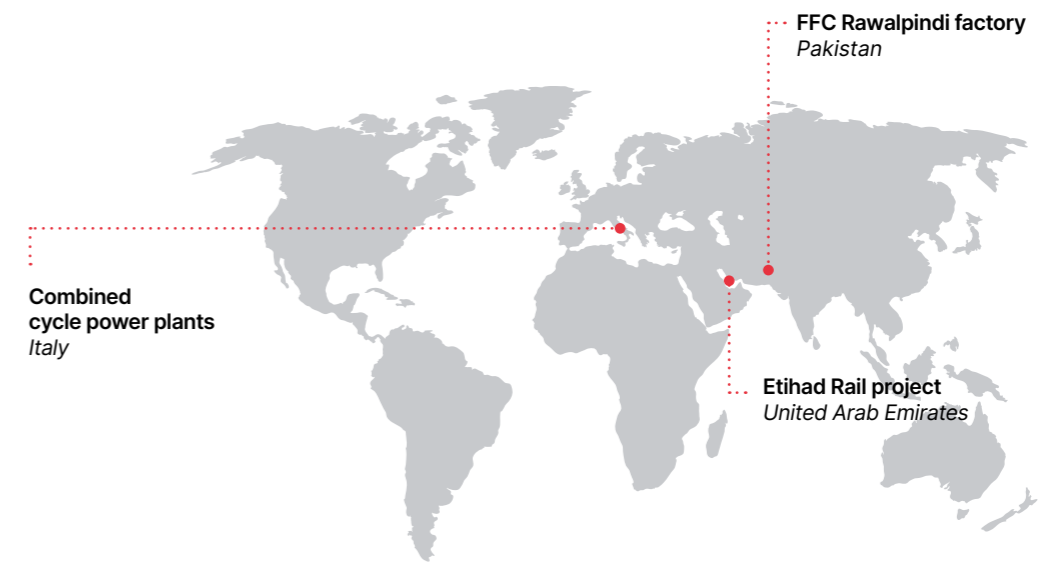 FFC Rawalpindi factory
Pakistan
Combined
cycle power plants
Italy
Etihad Rail project
United Arab Emirates